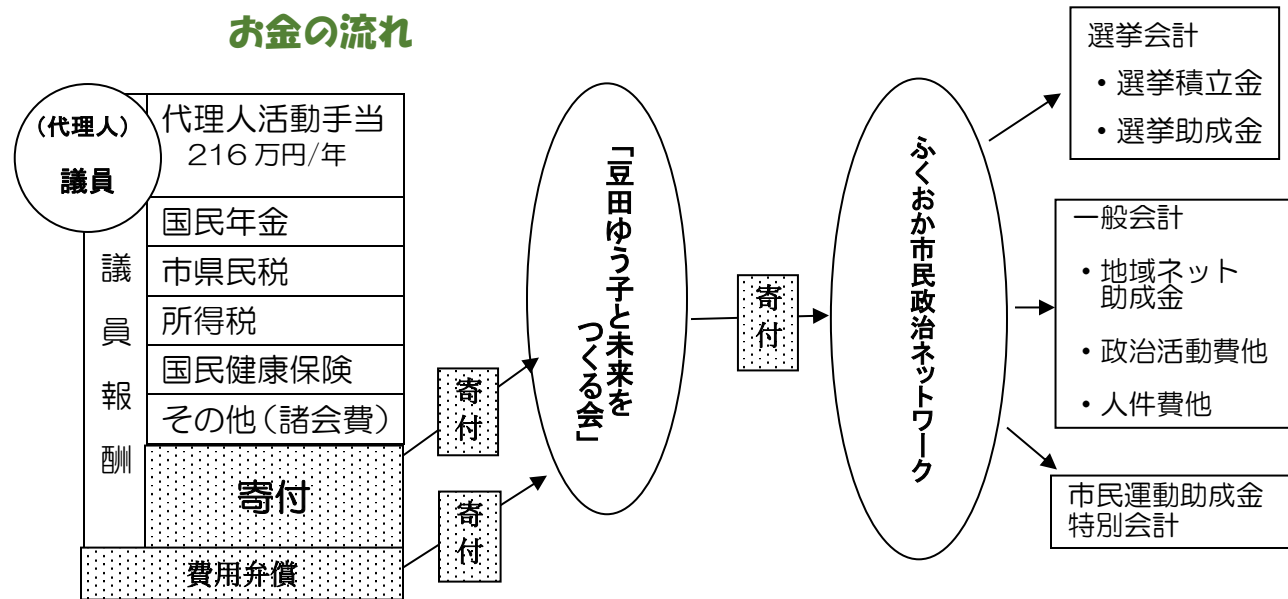 お金の流れ
(代理人)
議員
議員報酬
代理人活動手当
216万円/年
国民年金
市県民税
所得税
国民健康保険
その他(諸会費)
寄付
費用弁償
寄付
寄付
「豆田ゆう子と未来を
つくる会」
寄付
ふくおか市民政治ネットワーク
選挙会計
・選挙積立金
・選挙助成金
一般会計
・地域ネット
助成金
・政治活動費他
・人件費他
市民運動助成金
特別会計